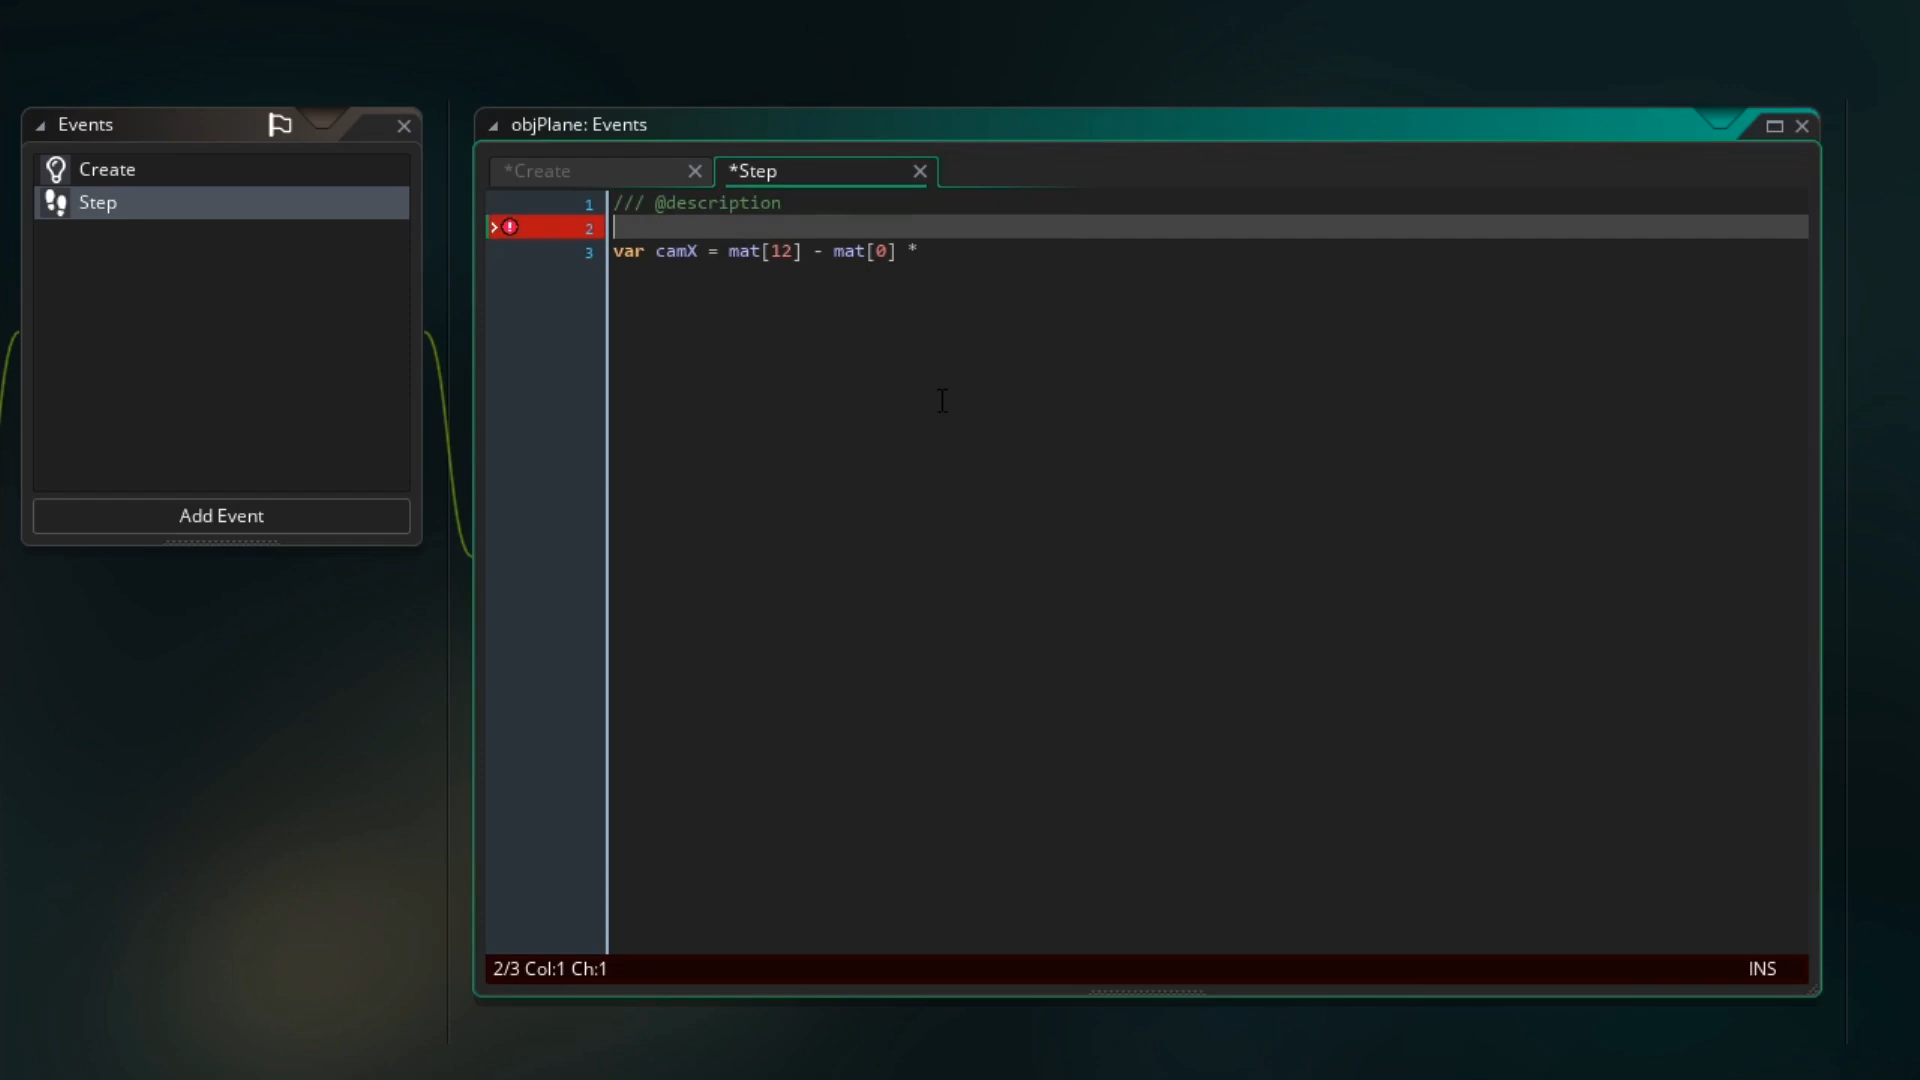 Events
Create
Step
Add Event
objPlane: Events
*Create
*Step
1 /// @description
2
3 var camX = mat[12] - mat[0] *
2/3 Col:1 Ch:1
INS